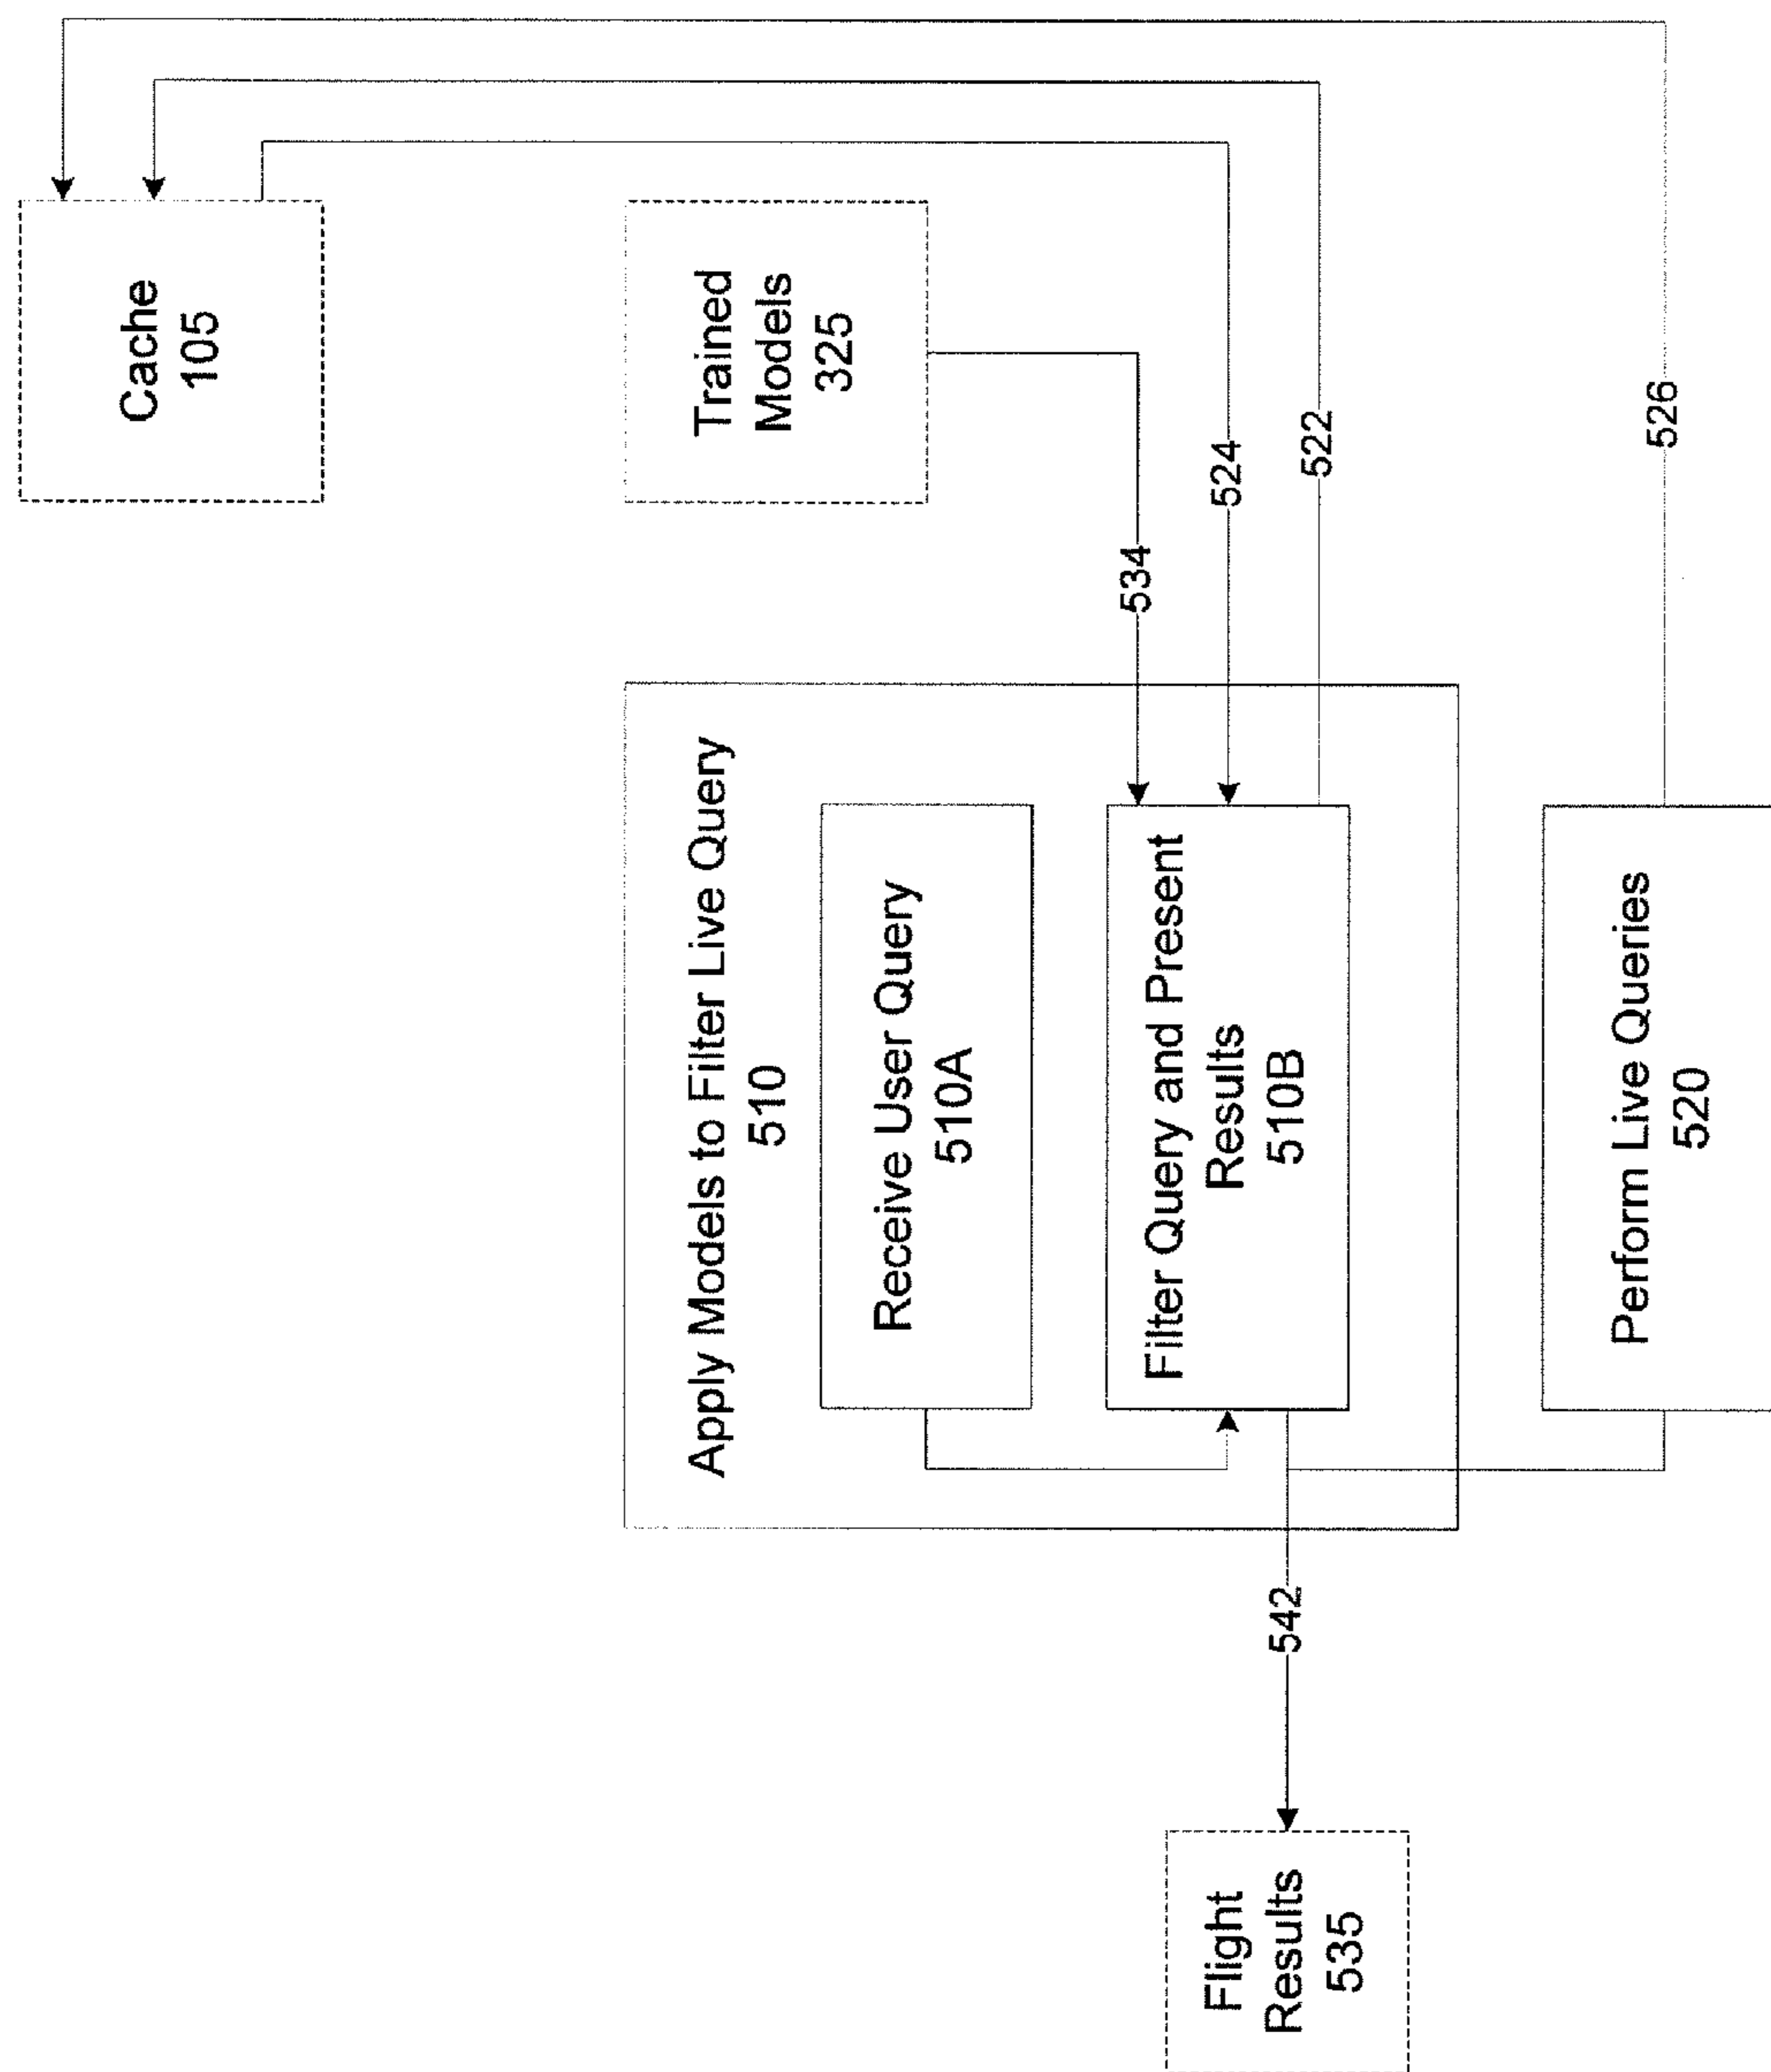 Cache
105
Trained
Models
325
534
524
522
526
Apply Models to Filter Live Query
510
Receive User Query
510A
Filter Query and Present
Results
510B
Perform Live Queries
520
542
Flight
Results
535